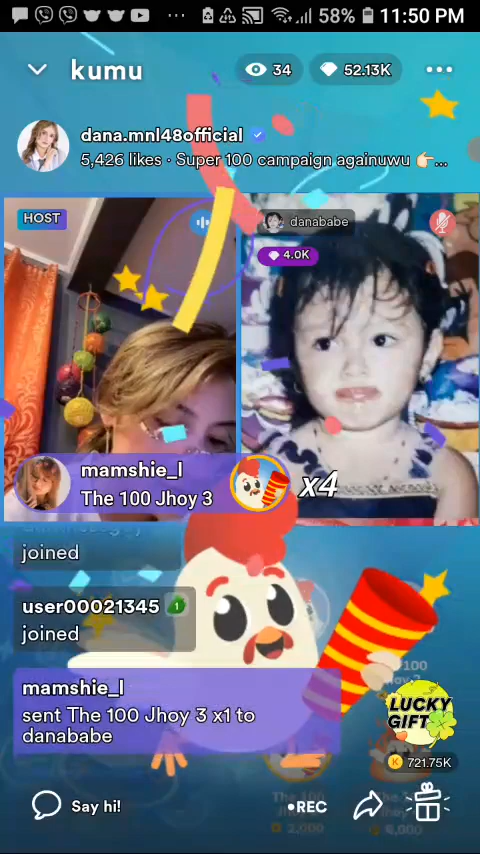 58% 11:50 PM
kumu 34 52.13K
dana.mnl48official
5,426 likes · Super 100 campaign againuwu 👉🏻...
HOST
danababe
4.0K
mamshie_l
The 100 Jhoy 3 x4
joined
user00021345 1
joined
mamshie_l
sent The 100 Jhoy 3 x1 to
danababe
LUCKY
GIFT
K 721.75K
Say hi! •REC